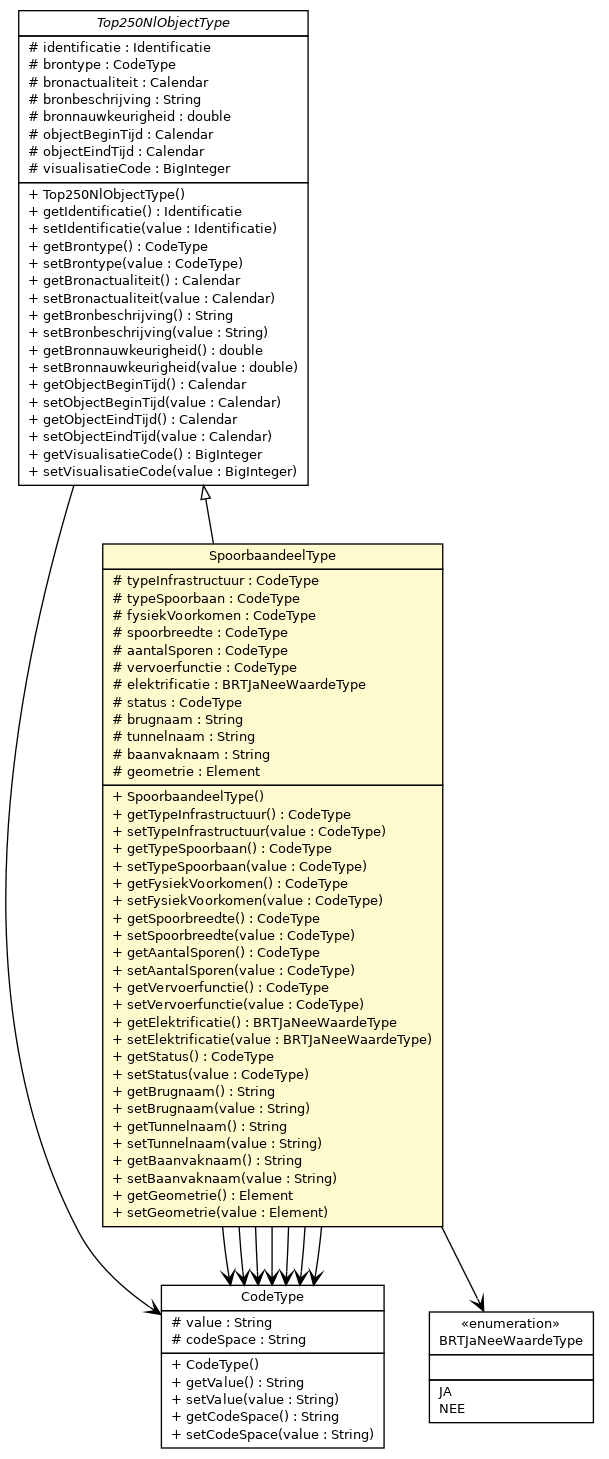 Top250NlObjectType
# identificatie : Identificatie
# brontype : CodeType
# bronactualiteit : Calendar
# bronbeschrijving : String
# bronnauwkeurigheid : double
# objectBeginTijd : Calendar
# objectEindTijd : Calendar
# visualisatieCode : BigInteger
+ Top250NlObjectType()
+ getIdentificatie() : Identificatie
+ setIdentificatie(value : Identificatie)
+ getBrontype() : CodeType
+ setBrontype(value : CodeType)
+ getBronactualiteit() : Calendar
+ setBronactualiteit(value : Calendar)
+ getBronbeschrijving() : String
+ setBronbeschrijving(value : String)
+ getBronnauwkeurigheid() : double
+ setBronnauwkeurigheid(value : double)
+ getObjectBeginTijd() : Calendar
+ setObjectBeginTijd(value : Calendar)
+ getObjectEindTijd() : Calendar
+ setObjectEindTijd(value : Calendar)
+ getVisualisatieCode() : BigInteger
+ setVisualisatieCode(value : BigInteger)
SpoorbaandeelType
# typeInfrastructuur : CodeType
# typeSpoorbaan : CodeType
# fysiekVoorkomen : CodeType
# spoorbreedte : CodeType
# aantalSporen : CodeType
# vervoerfunctie : CodeType
# elektrificatie : BRTJaNeeWaardeType
# status : CodeType
# brugnaam : String
# tunnelnaam : String
# baanvaknaam : String
# geometrie : Element
+ SpoorbaandeelType()
+ getTypeInfrastructuur() : CodeType
+ setTypeInfrastructuur(value : CodeType)
+ getTypeSpoorbaan() : CodeType
+ setTypeSpoorbaan(value : CodeType)
+ getFysiekVoorkomen() : CodeType
+ setFysiekVoorkomen(value : CodeType)
+ getSpoorbreedte() : CodeType
+ setSpoorbreedte(value : CodeType)
+ getAantalSporen() : CodeType
+ setAantalSporen(value : CodeType)
+ getVervoerfunctie() : CodeType
+ setVervoerfunctie(value : CodeType)
+ getElektrificatie() : BRTJaNeeWaardeType
+ setElektrificatie(value : BRTJaNeeWaardeType)
+ getStatus() : CodeType
+ setStatus(value : CodeType)
+ getBrugnaam() : String
+ setBrugnaam(value : String)
+ getTunnelnaam() : String
+ setTunnelnaam(value : String)
+ getBaanvaknaam() : String
+ setBaanvaknaam(value : String)
+ getGeometrie() : Element
+ setGeometrie(value : Element)
CodeType
# value : String
# codeSpace : String
+ CodeType()
+ getValue() : String
+ setValue(value : String)
+ getCodeSpace() : String
+ setCodeSpace(value : String)
«enumeration»
BRTJaNeeWaardeType
JA
NEE